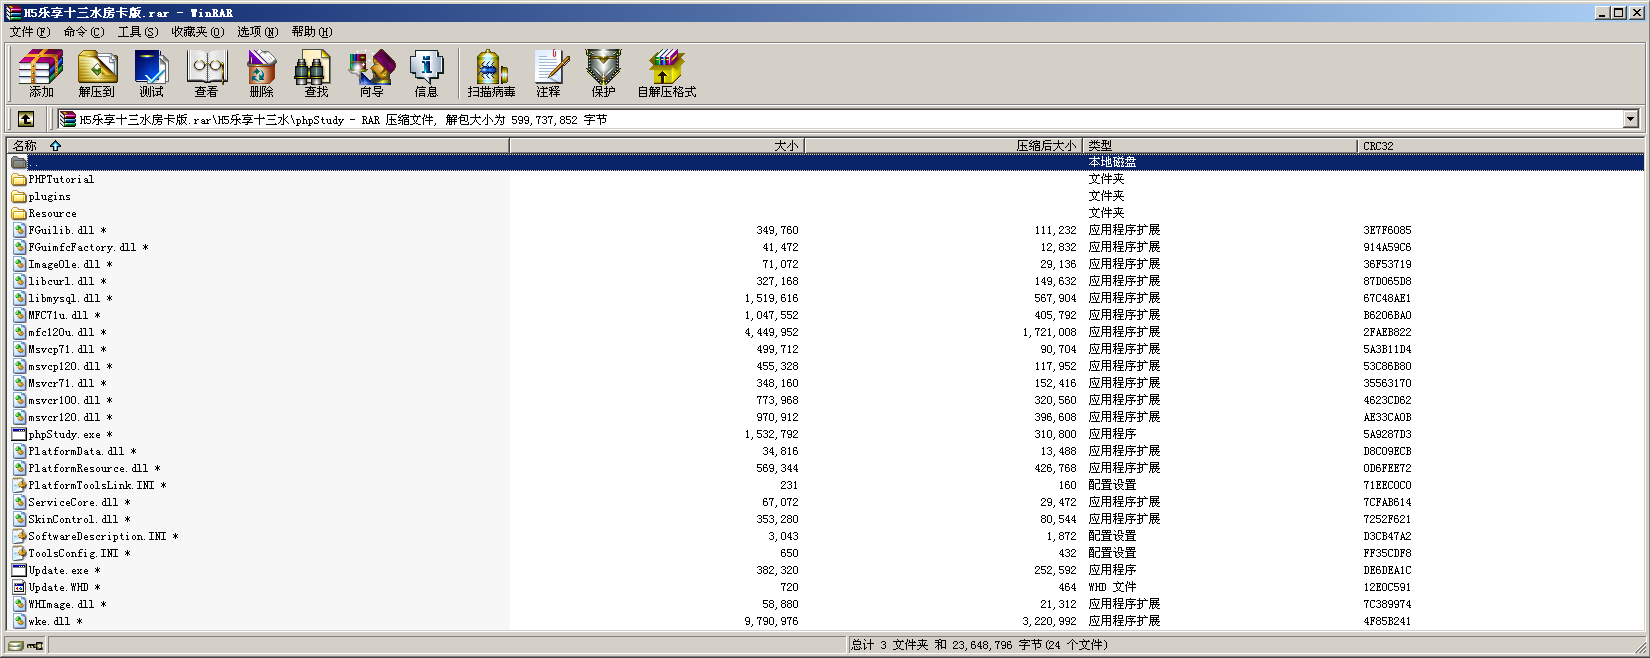 H5乐享十三水房卡版.rar - WinRAR
文件(F) 命令(C) 工具(S) 收藏夹(O) 选项(N) 帮助(H)
添加 解压到 测试 查看 删除 查找 向导 信息 扫描病毒 注释 保护 自解压格式
H5乐享十三水房卡版.rar\H5乐享十三水\phpStudy - RAR 压缩文件, 解包大小为 599,737,852 字节
名称 大小 压缩后大小 类型 CRC32
.. 本地磁盘
PHPTutorial 文件夹
plugins 文件夹
Resource 文件夹
FGuilib.dll * 349,760 111,232 应用程序扩展 3E7F6085
FGuimfcFactory.dll * 41,472 12,832 应用程序扩展 914A59C6
ImageOle.dll * 71,072 29,136 应用程序扩展 36F53719
libcurl.dll * 327,168 149,632 应用程序扩展 87D065D8
libmysql.dll * 1,519,616 567,904 应用程序扩展 67C48AE1
MFC71u.dll * 1,047,552 405,792 应用程序扩展 B6206BA0
mfc120u.dll * 4,449,952 1,721,008 应用程序扩展 2FAEB822
Msvcp71.dll * 499,712 90,704 应用程序扩展 5A3B11D4
msvcp120.dll * 455,328 117,952 应用程序扩展 53C86B80
Msvcr71.dll * 348,160 152,416 应用程序扩展 35563170
msvcr100.dll * 773,968 320,560 应用程序扩展 4623CD62
msvcr120.dll * 970,912 396,608 应用程序扩展 AE33CA0B
phpStudy.exe * 1,532,792 310,800 应用程序 5A9287D3
PlatformData.dll * 34,816 13,488 应用程序扩展 D8C09ECB
PlatformResource.dll * 569,344 426,768 应用程序扩展 0D6FEE72
PlatformToolsLink.INI * 231 160 配置设置 71EEC0C0
ServiceCore.dll * 67,072 29,472 应用程序扩展 7CFAB614
SkinControl.dll * 353,280 80,544 应用程序扩展 7252F621
SoftwareDescription.INI * 3,043 1,872 配置设置 D3CB47A2
ToolsConfig.INI * 650 432 配置设置 FF35CDF8
Update.exe * 382,320 252,592 应用程序 DE6DEA1C
Update.WHD * 720 464 WHD 文件 12E0C591
WHImage.dll * 58,880 21,312 应用程序扩展 7C389974
wke.dll * 9,790,976 3,220,992 应用程序扩展 4F85B241
总计 3 文件夹 和 23,648,796 字节(24 个文件)